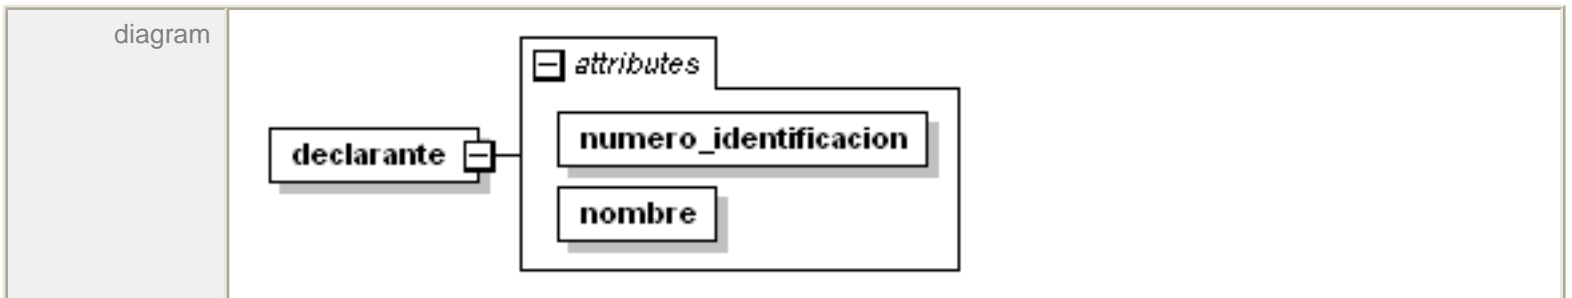 diagram
attributes
numero_identificacion
declarante
nombre